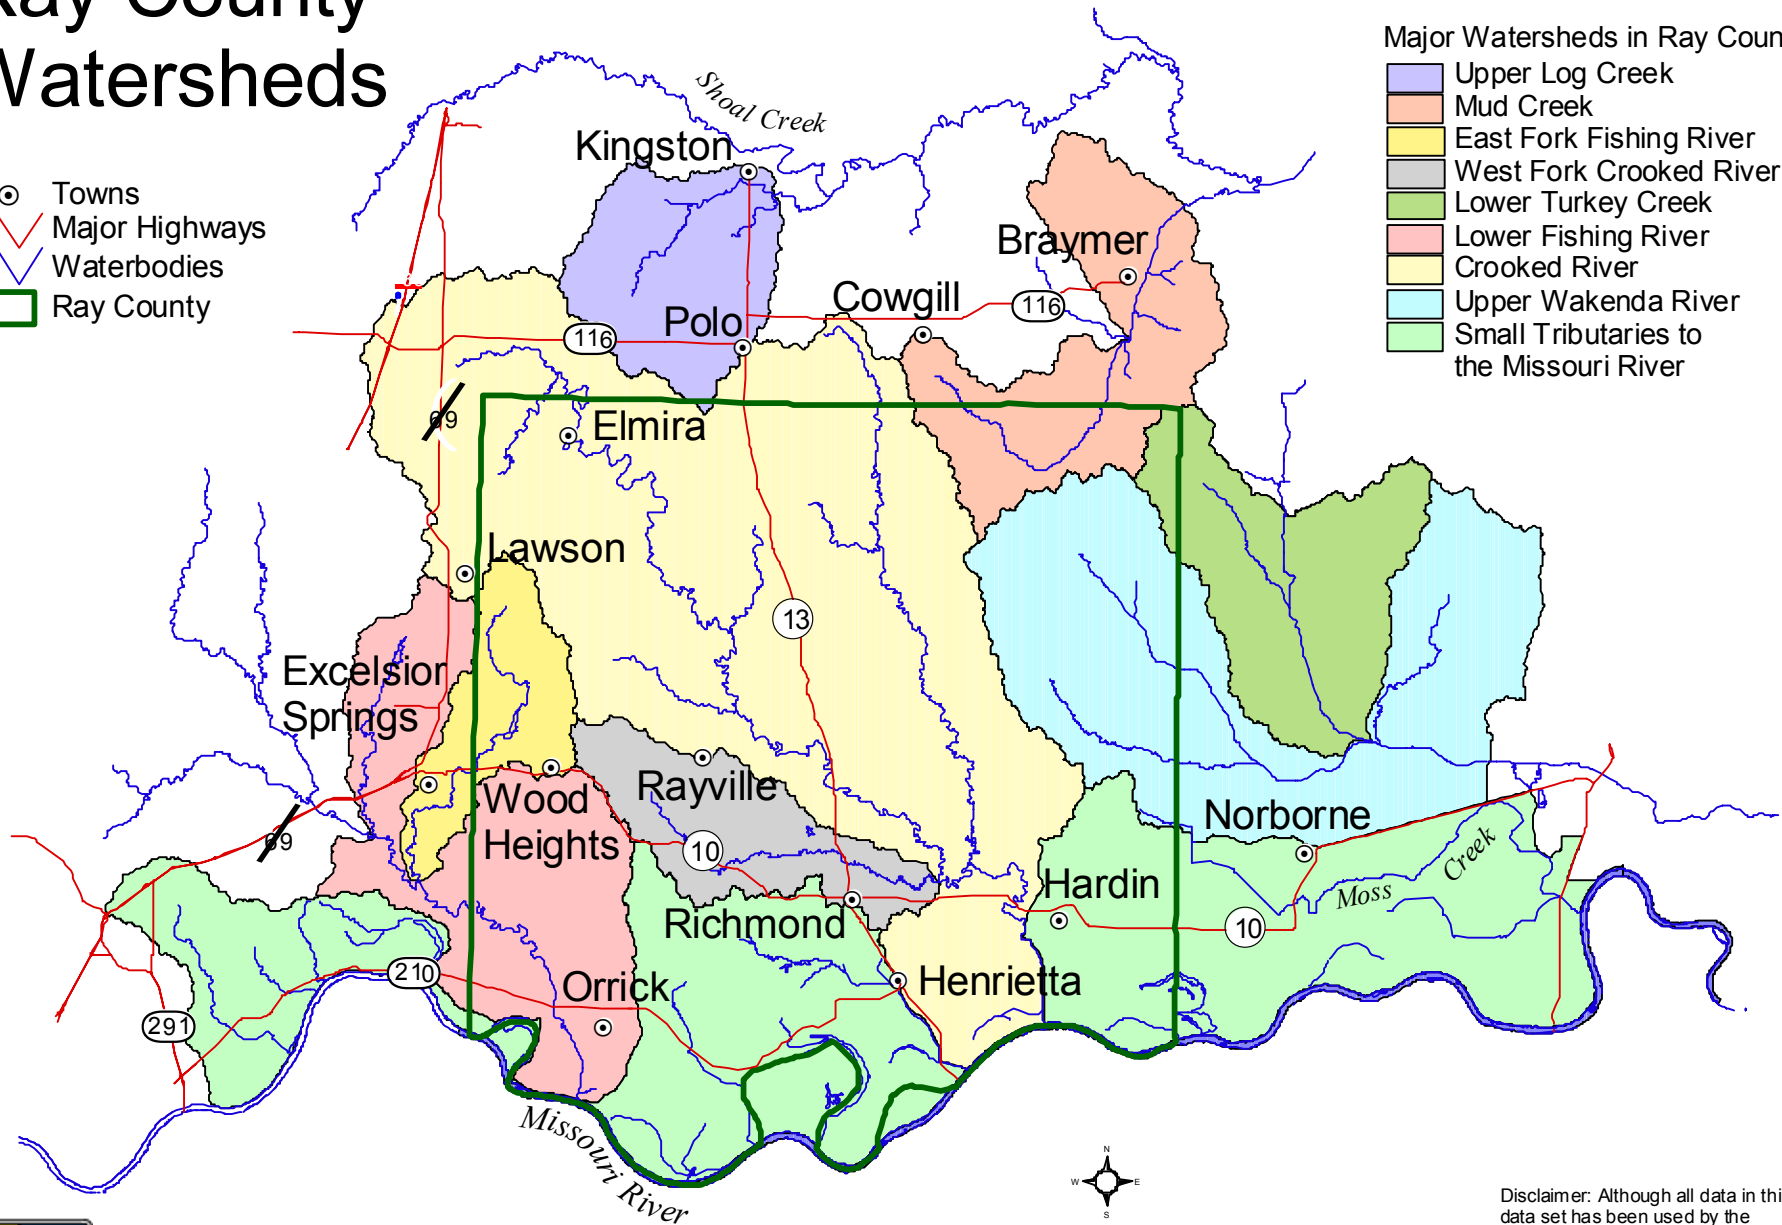 Ray County
Watersheds
Towns
Major Highways
Waterbodies
Ray County
Major Watersheds in Ray Coun
Upper Log Creek
Mud Creek
East Fork Fishing River
West Fork Crooked River
Lower Turkey Creek
Lower Fishing River
Crooked River
Upper Wakenda River
Small Tributaries to
the Missouri River
Shoal Creek
Kingston
Braymer
Cowgill
116
Polo
116
69
Elmira
Lawson
13
Excelsior
Springs
Rayville
Wood
Heights
Norborne
69
10
Moss Creek
Hardin
Richmond
10
210
Orrick
Henrietta
291
Missouri River
N
W
E
S
Disclaimer: Although all data in thi
data set has been used by the